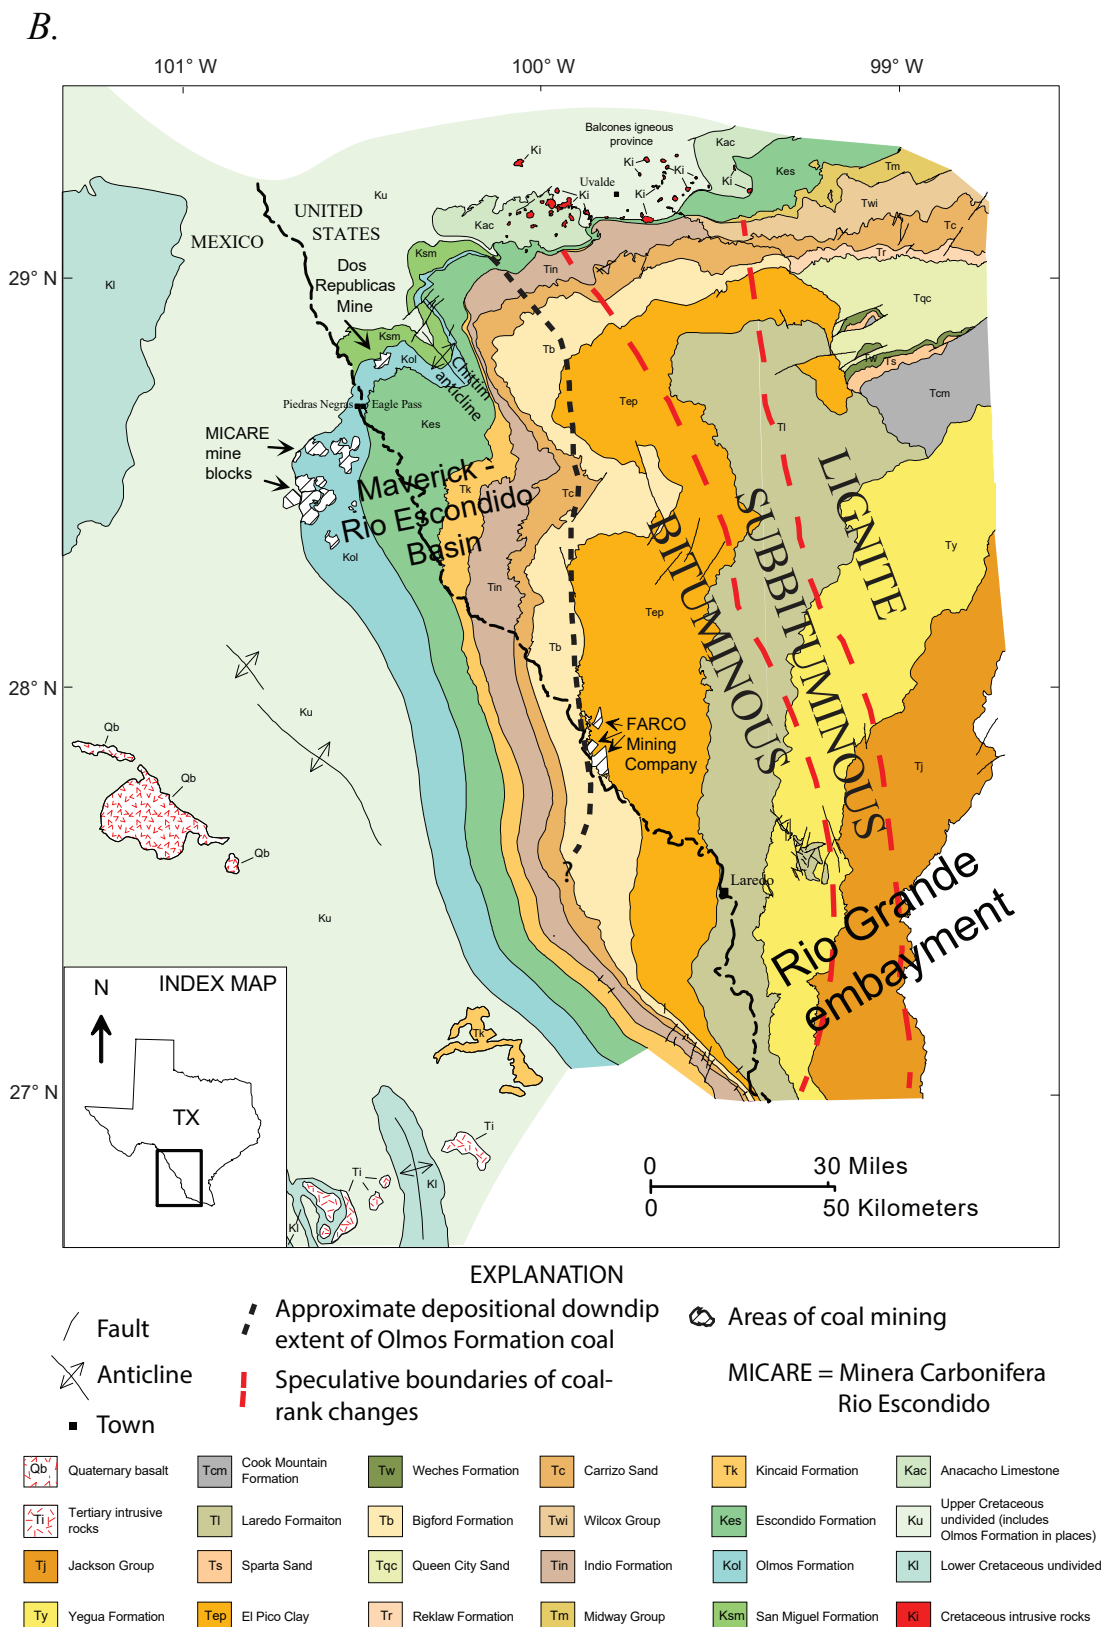 B.
101° W
100° W
99° W
29° N
28° N
27° N
Balcones igneous
province
Ki
Ki
Ki
Ki
Ki
Ki
Kac
Kes
Tm
Twi
Tc
Tr
Tqc
Uvalde
Ku
UNITED
STATES
MEXICO
Kac
Ksm
Tin
Kl
Dos
Republicas
Mine
Ksm
Kol
Tb
Tw
Ts
Tcm
Chittim
anticline
Piedras Negras
Eagle Pass
Kes
Tep
Tl
MICARE
mine
blocks
Maverick -
Rio Escondido
Basin
Tk
Tc
Kol
Tin
BITUMINOUS
SUBBITUMINOUS
LIGNITE
Ty
Tep
Tb
Ku
FARCO
Mining
Company
Qb
Qb
Qb
Tj
?
Laredo
Ku
Rio Grande
embayment
INDEX MAP
N
TX
Tk
Ti
Ti
Kl
Kl
0
30 Miles
0
50 Kilometers
EXPLANATION
Fault
Anticline
Town
Approximate depositional downdip
extent of Olmos Formation coal
Speculative boundaries of coal-
rank changes
Areas of coal mining
MICARE = Minera Carbonifera
Rio Escondido
Qb Quaternary basalt
Ti Tertiary intrusive
rocks
Tj Jackson Group
Ty Yegua Formation
Tcm Cook Mountain
Formation
Tl Laredo Formaiton
Ts Sparta Sand
Tep El Pico Clay
Tw Weches Formation
Tb Bigford Formation
Tqc Queen City Sand
Tr Reklaw Formation
Tc Carrizo Sand
Twi Wilcox Group
Tin Indio Formation
Tm Midway Group
Tk Kincaid Formation
Kes Escondido Formation
Kol Olmos Formation
Ksm San Miguel Formation
Kac Anacacho Limestone
Ku Upper Cretaceous
undivided (includes
Olmos Formation in places)
Kl Lower Cretaceous undivided
Ki Cretaceous intrusive rocks